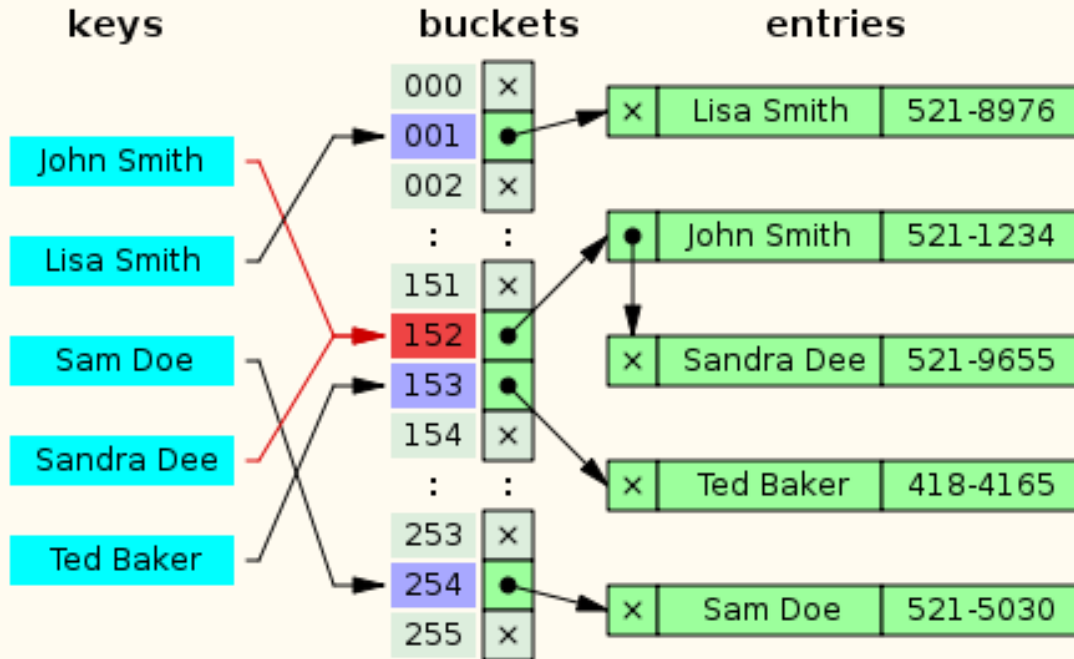 keys buckets entries
000 ×
Lisa Smith 521-8976
× 
001
John Smith
002 ×
: :
John Smith 521-1234
Lisa Smith
151 ×
152
Sam Doe
× Sandra Dee 521-9655
153
154 ×
Sandra Dee
: :
× Ted Baker 418-4165
253 ×
Ted Baker
254
× Sam Doe 521-5030
255 ×